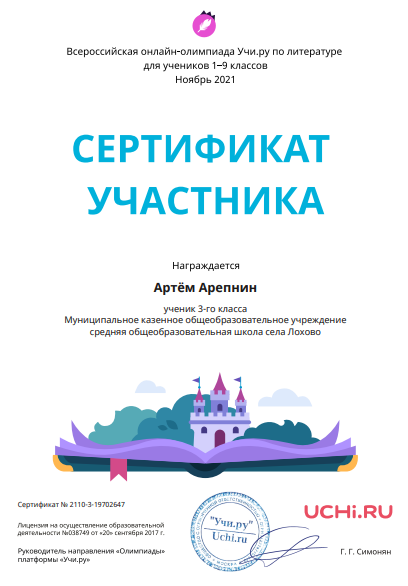 Всероссийская онлайн-олимпиада Учи.ру по литературе
для учеников 1–9 классов
Ноябрь 2021
СЕРТИФИКАТ
УЧАСТНИКА
Награждается
Артём Арепнин
ученик 3-го класса
Муниципальное казенное общеобразовательное учреждение
средняя общеобразовательная школа села Лохово
Сертификат № 2110-3-19702647
Лицензия на осуществление образовательной
деятельности №038749 от «20» сентября 2017 г.
Руководитель направления «Олимпиады»
платформы «Учи.ру»
"Учи.ру"
Uchi.ru
UCHi.RU
Г. Г. Симонян